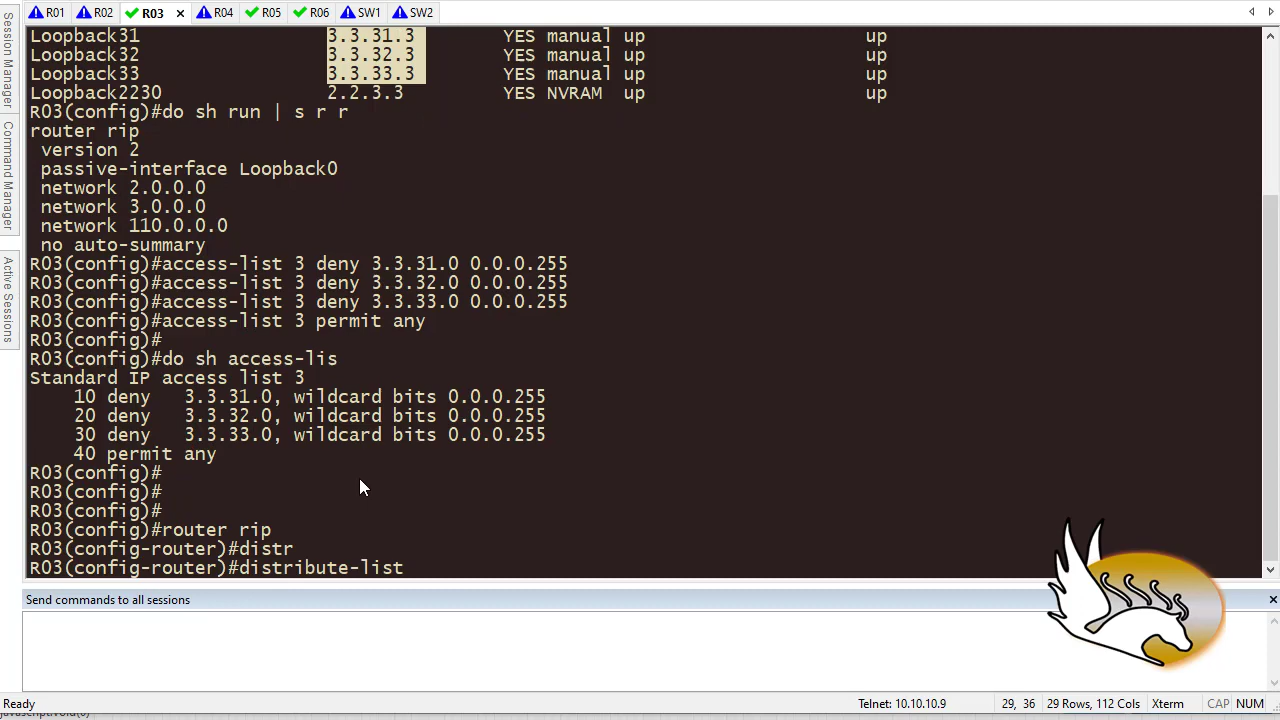 R01 R02 R03 × R04 R05 R06 SW1 SW2
Session Manager
Command Manager
Active Sessions
Loopback31 3.3.31.3 YES manual up up
Loopback32 3.3.32.3 YES manual up up
Loopback33 3.3.33.3 YES manual up up
Loopback2230 2.2.3.3 YES NVRAM up up
R03(config)#do sh run | s r r
router rip
version 2
passive-interface Loopback0
network 2.0.0.0
network 3.0.0.0
network 110.0.0.0
no auto-summary
R03(config)#access-list 3 deny 3.3.31.0 0.0.0.255
R03(config)#access-list 3 deny 3.3.32.0 0.0.0.255
R03(config)#access-list 3 deny 3.3.33.0 0.0.0.255
R03(config)#access-list 3 permit any
R03(config)#
R03(config)#do sh access-lis
Standard IP access list 3
10 deny 3.3.31.0, wildcard bits 0.0.0.255
20 deny 3.3.32.0, wildcard bits 0.0.0.255
30 deny 3.3.33.0, wildcard bits 0.0.0.255
40 permit any
R03(config)#
R03(config)#
R03(config)#
R03(config)#router rip
R03(config-router)#distr
R03(config-router)#distribute-list
Send commands to all sessions
Ready Telnet: 10.10.10.9 29, 36 29 Rows, 112 Cols Xterm CAP NUM
javascript:void(0)